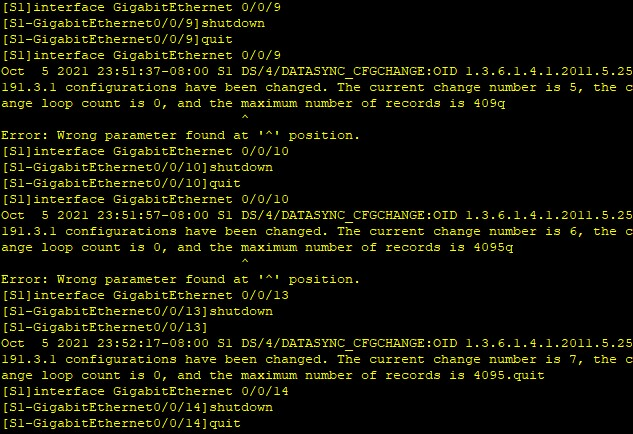 [S1]interface GigabitEthernet 0/0/9
[S1-GigabitEthernet0/0/9]shutdown
[S1-GigabitEthernet0/0/9]quit
[S1]interface GigabitEthernet 0/0/9
Oct  5 2021 23:51:37-08:00 S1 DS/4/DATASYNC_CFGCHANGE:OID 1.3.6.1.4.1.2011.5.25
191.3.1 configurations have been changed. The current change number is 5, the c
ange loop count is 0, and the maximum number of records is 409q
                              ^
Error: Wrong parameter found at '^' position.
[S1]interface GigabitEthernet 0/0/10
[S1-GigabitEthernet0/0/10]shutdown
[S1-GigabitEthernet0/0/10]quit
[S1]interface GigabitEthernet 0/0/10
Oct  5 2021 23:51:57-08:00 S1 DS/4/DATASYNC_CFGCHANGE:OID 1.3.6.1.4.1.2011.5.25
191.3.1 configurations have been changed. The current change number is 6, the c
ange loop count is 0, and the maximum number of records is 4095q
                              ^
Error: Wrong parameter found at '^' position.
[S1]interface GigabitEthernet 0/0/13
[S1-GigabitEthernet0/0/13]shutdown
[S1-GigabitEthernet0/0/13]
Oct  5 2021 23:52:17-08:00 S1 DS/4/DATASYNC_CFGCHANGE:OID 1.3.6.1.4.1.2011.5.25
191.3.1 configurations have been changed. The current change number is 7, the c
ange loop count is 0, and the maximum number of records is 4095.quit
[S1]interface GigabitEthernet 0/0/14
[S1-GigabitEthernet0/0/14]shutdown
[S1-GigabitEthernet0/0/14]quit